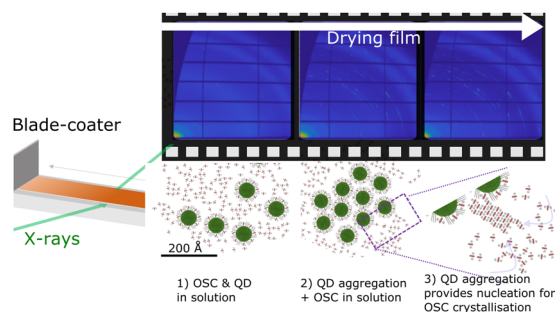 Drying film
Blade-coater
X-rays
200 Å
1) OSC & QD
in solution
2) QD aggregation
+ OSC in solution
3) QD aggregation
provides nucleation for
OSC crystallisation